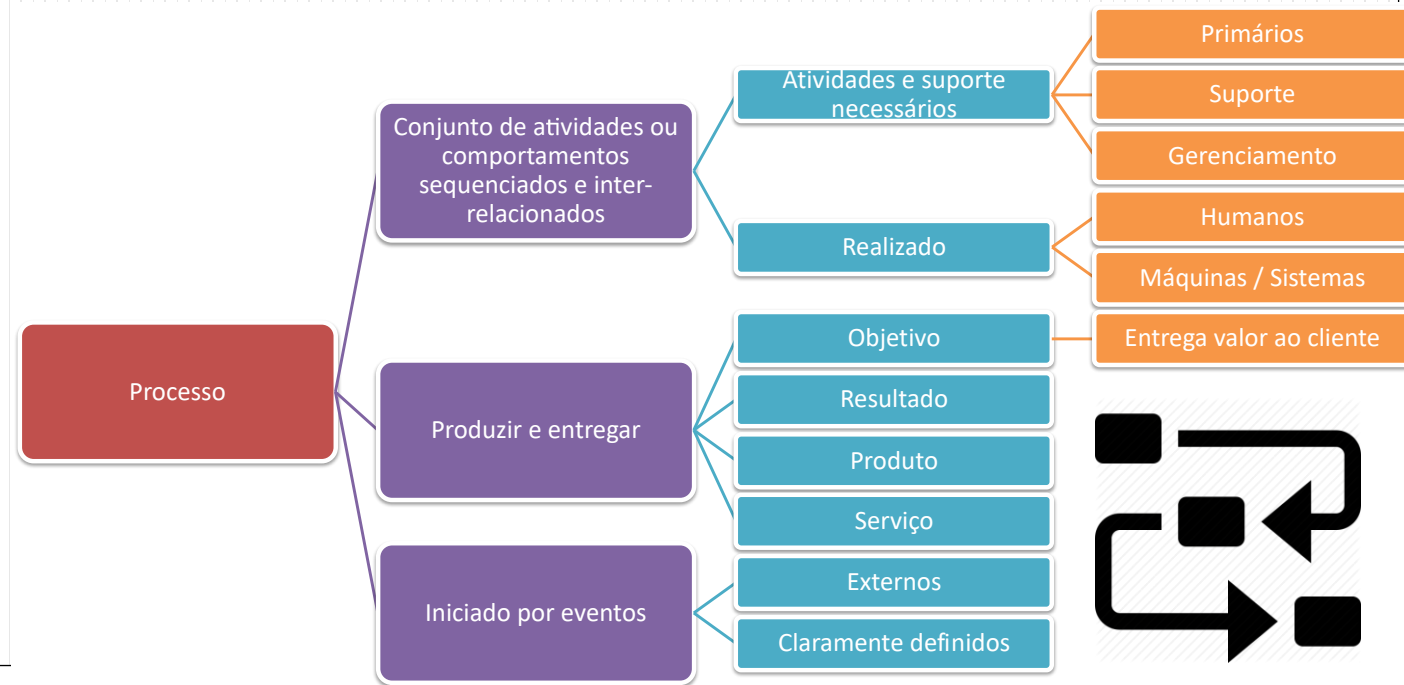 Processo
Conjunto de atividades ou
comportamentos
sequenciados e inter-
relacionados
Atividades e suporte
necessários
Primários
Suporte
Gerenciamento
Realizado
Humanos
Máquinas / Sistemas
Produzir e entregar
Objetivo
Entrega valor ao cliente
Resultado
Produto
Serviço
Iniciado por eventos
Externos
Claramente definidos